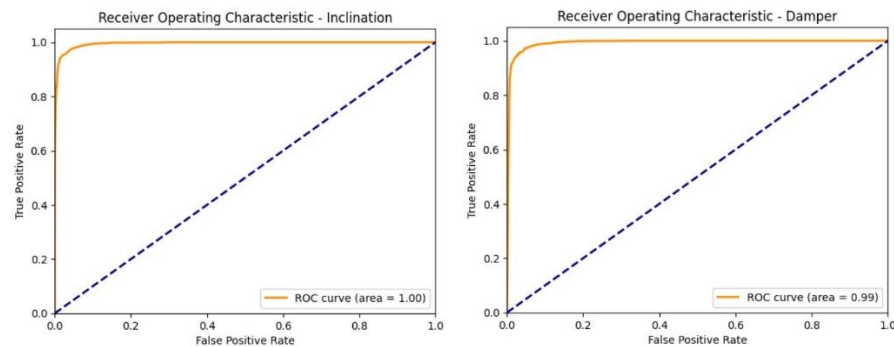 Receiver Operating Characteristic - Inclination
1.0
0.8
0.6
0.4
0.2
0.0
True Positive Rate
0.0 0.2 0.4 0.6 0.8 1.0
False Positive Rate
ROC curve (area = 1.00)
Receiver Operating Characteristic - Damper
1.0
0.8
0.6
0.4
0.2
0.0
True Positive Rate
0.0 0.2 0.4 0.6 0.8 1.0
False Positive Rate
ROC curve (area = 0.99)